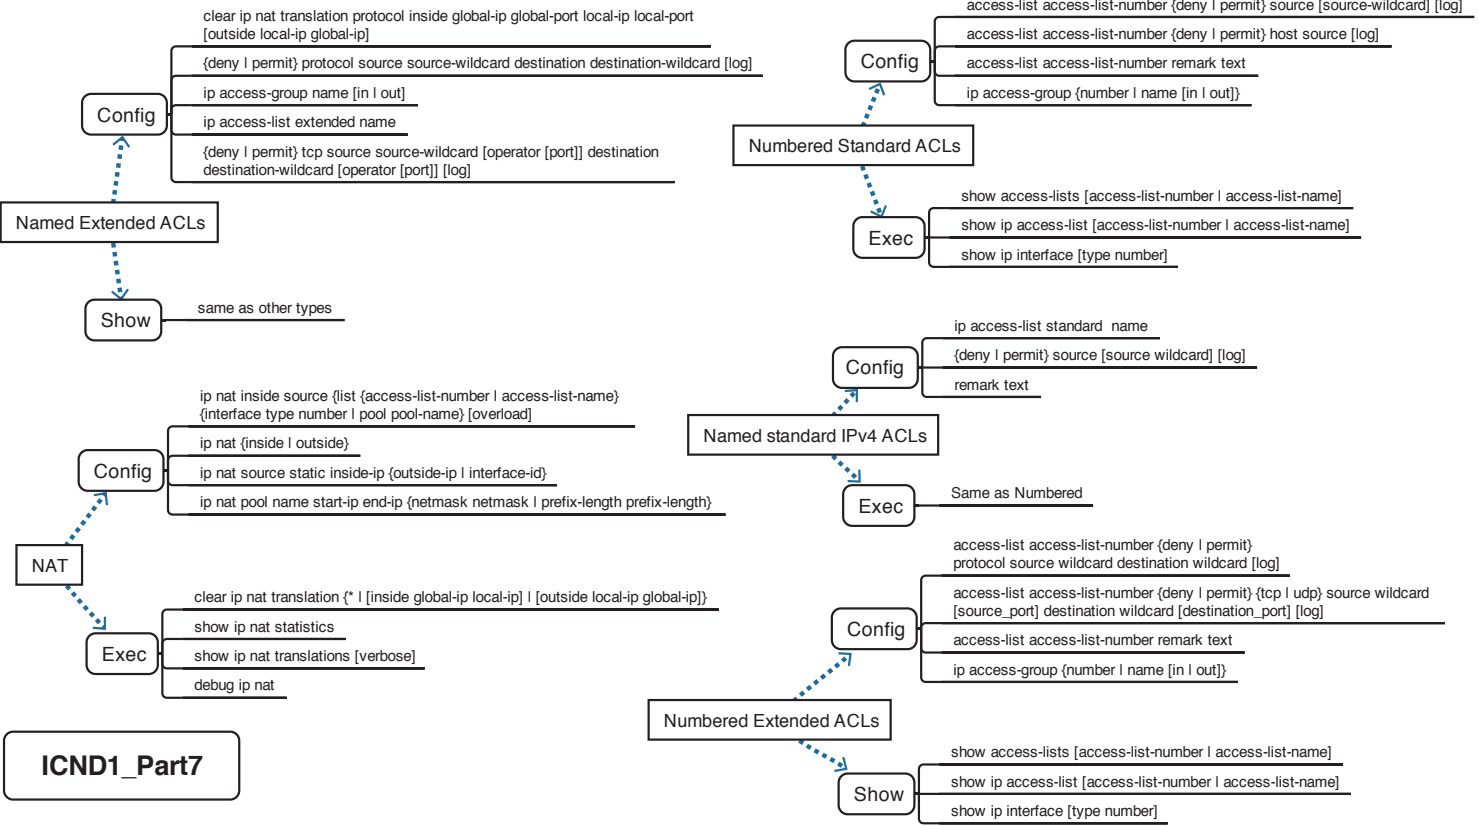 clear ip nat translation protocol inside global-ip global-port local-ip local-port
[outside local-ip global-ip]
{deny | permit} protocol source source-wildcard destination destination-wildcard [log]
Config
ip access-group name [in | out]
ip access-list extended name
{deny | permit} tcp source source-wildcard [operator [port]] destination
destination-wildcard [operator [port]] [log]
Named Extended ACLs
Show
same as other types
ip nat inside source {list {access-list-number | access-list-name}
{interface type number | pool pool-name} [overload]
ip nat {inside | outside}
Config
ip nat source static inside-ip {outside-ip | interface-id}
ip nat pool name start-ip end-ip {netmask netmask | prefix-length prefix-length}
NAT
clear ip nat translation {* | [inside global-ip local-ip] | [outside local-ip global-ip]}
show ip nat statistics
Exec
show ip nat translations [verbose]
debug ip nat
ICND1_Part7
access-list access-list-number {deny | permit} source [source-wildcard] [log]
access-list access-list-number {deny | permit} host source [log]
Config
access-list access-list-number remark text
ip access-group {number | name [in | out]}
Numbered Standard ACLs
show access-lists [access-list-number | access-list-name]
show ip access-list [access-list-number | access-list-name]
Exec
show ip interface [type number]
ip access-list standard name
{deny | permit} source [source wildcard] [log]
Config
remark text
Named standard IPv4 ACLs
Exec
Same as Numbered
access-list access-list-number {deny | permit}
protocol source wildcard destination wildcard [log]
access-list access-list-number {deny | permit} {tcp | udp} source wildcard
[source_port] destination wildcard [destination_port] [log]
Config
access-list access-list-number remark text
ip access-group {number | name [in | out]}
Numbered Extended ACLs
show access-lists [access-list-number | access-list-name]
show ip access-list [access-list-number | access-list-name]
Show
show ip interface [type number]